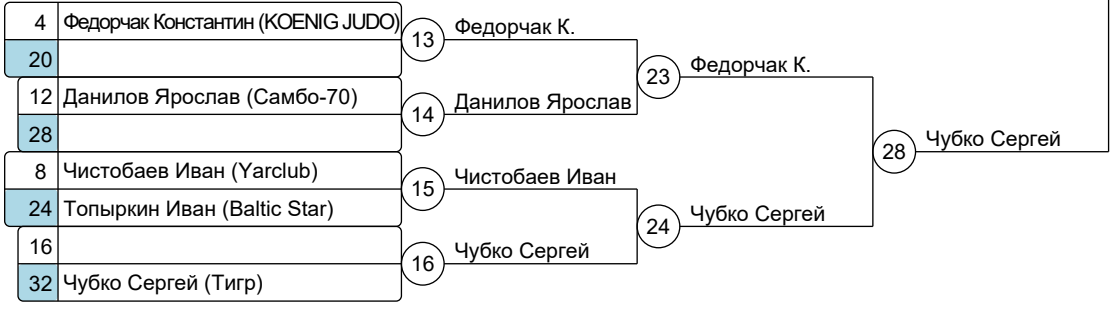 4 Федорчак Константин (KOENIG JUDO)
20
12 Данилов Ярослав (Самбо-70)
28
8 Чистобаев Иван (Yarclub)
24 Топыркин Иван (Baltic Star)
16
32 Чубко Сергей (Тигр)
13 Федорчак К.
14 Данилов Ярослав
15 Чистобаев Иван
16 Чубко Сергей
23 Федорчак К.
24 Чубко Сергей
28 Чубко Сергей